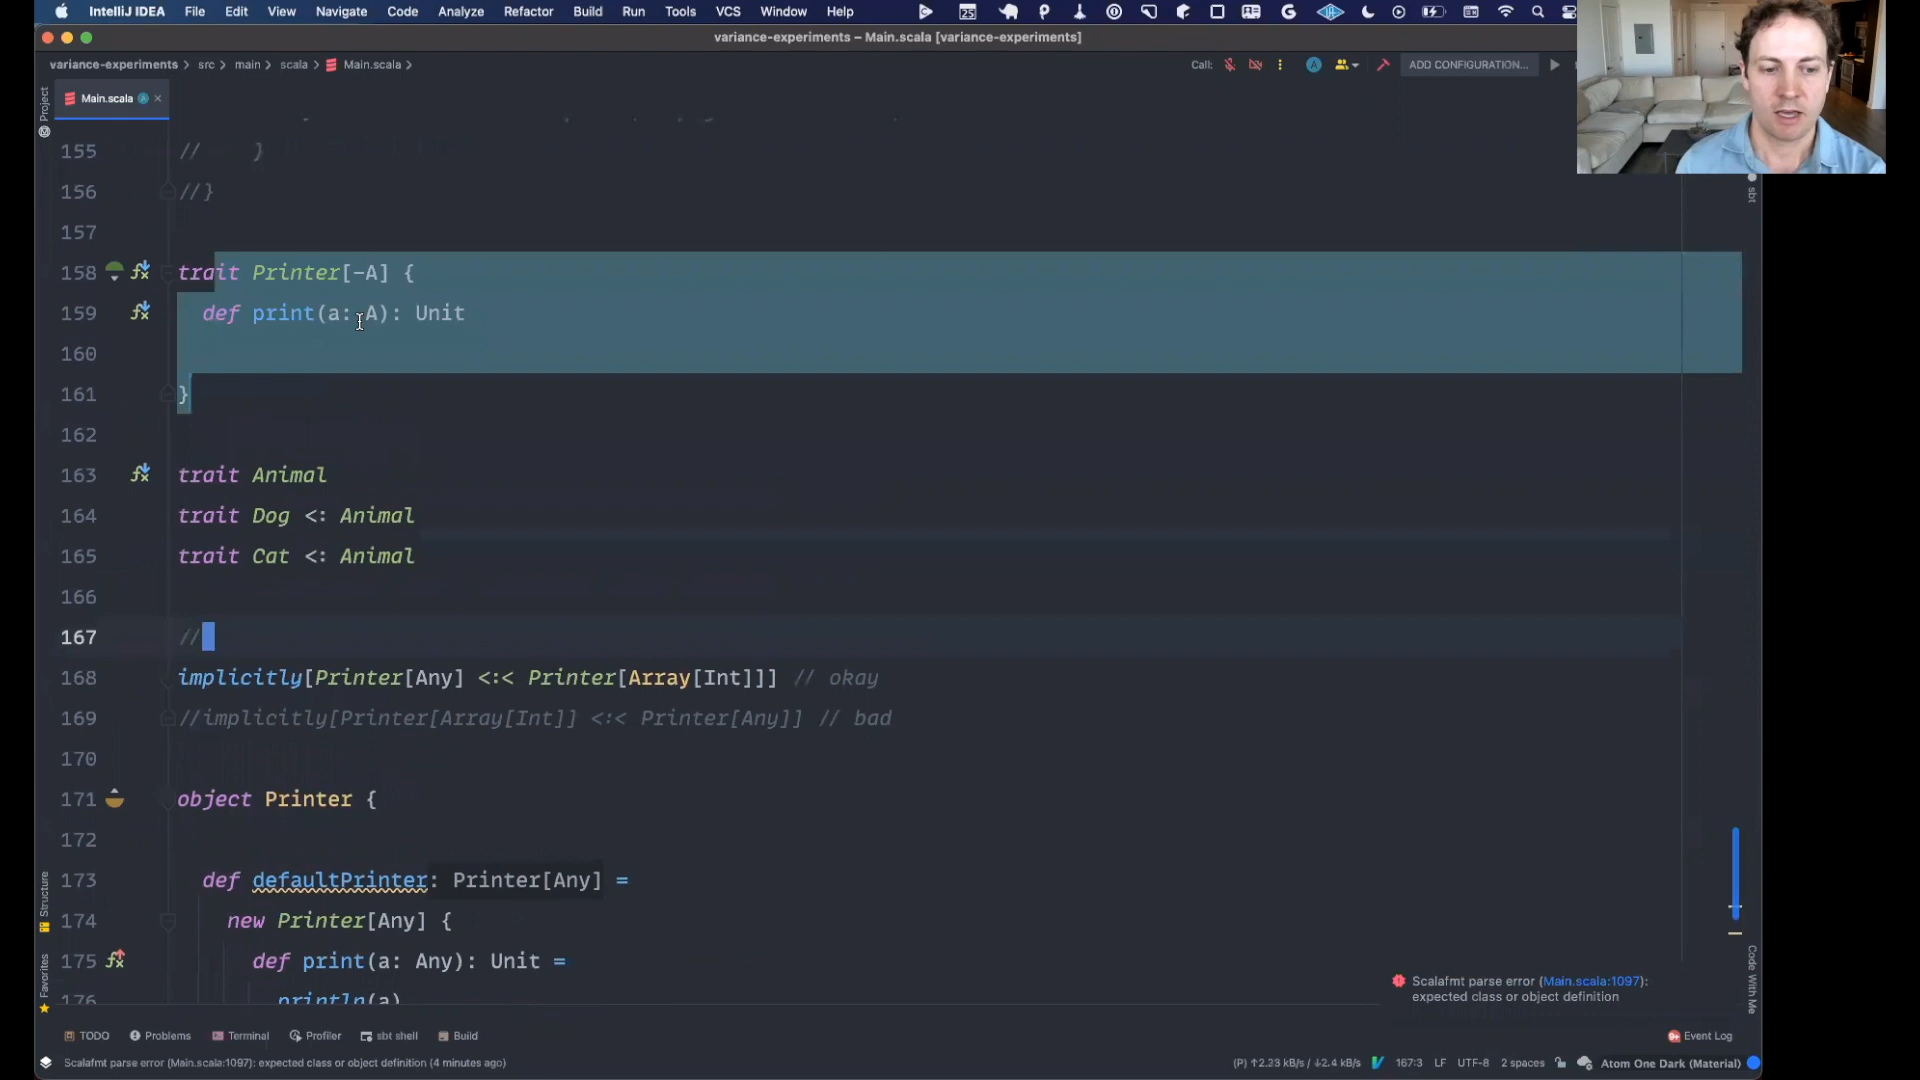 IntelliJ IDEA File Edit View Navigate Code Analyze Refactor Build Run Tools VCS Window Help
variance-experiments – Main.scala [variance-experiments]
variance-experiments > src > main > scala > Main.scala >
Call:
ADD CONFIGURATION...
Project
Main.scala
sbt
155 // }
156 //}
157
158 trait Printer[-A] {
159 def print(a: A): Unit
160
161 }
162
163 trait Animal
164 trait Dog <: Animal
165 trait Cat <: Animal
166
167 //
168 implicitly[Printer[Any] <:< Printer[Array[Int]]] // okay
169 //implicitly[Printer[Array[Int]] <:< Printer[Any]] // bad
170
171 object Printer {
172
173 def defaultPrinter: Printer[Any] =
174 new Printer[Any] {
175 def print(a: Any): Unit =
176 println(a)
Structure
Favorites
Code With Me
Scalafmt parse error (Main.scala:1097):
expected class or object definition
TODO Problems Terminal Profiler sbt shell Build
Event Log
Scalafmt parse error (Main.scala:1097): expected class or object definition (4 minutes ago)
(P) ↑2.33 kB/s / ↓2.4 kB/s 167:3 LF UTF-8 2 spaces Atom One Dark (Material)